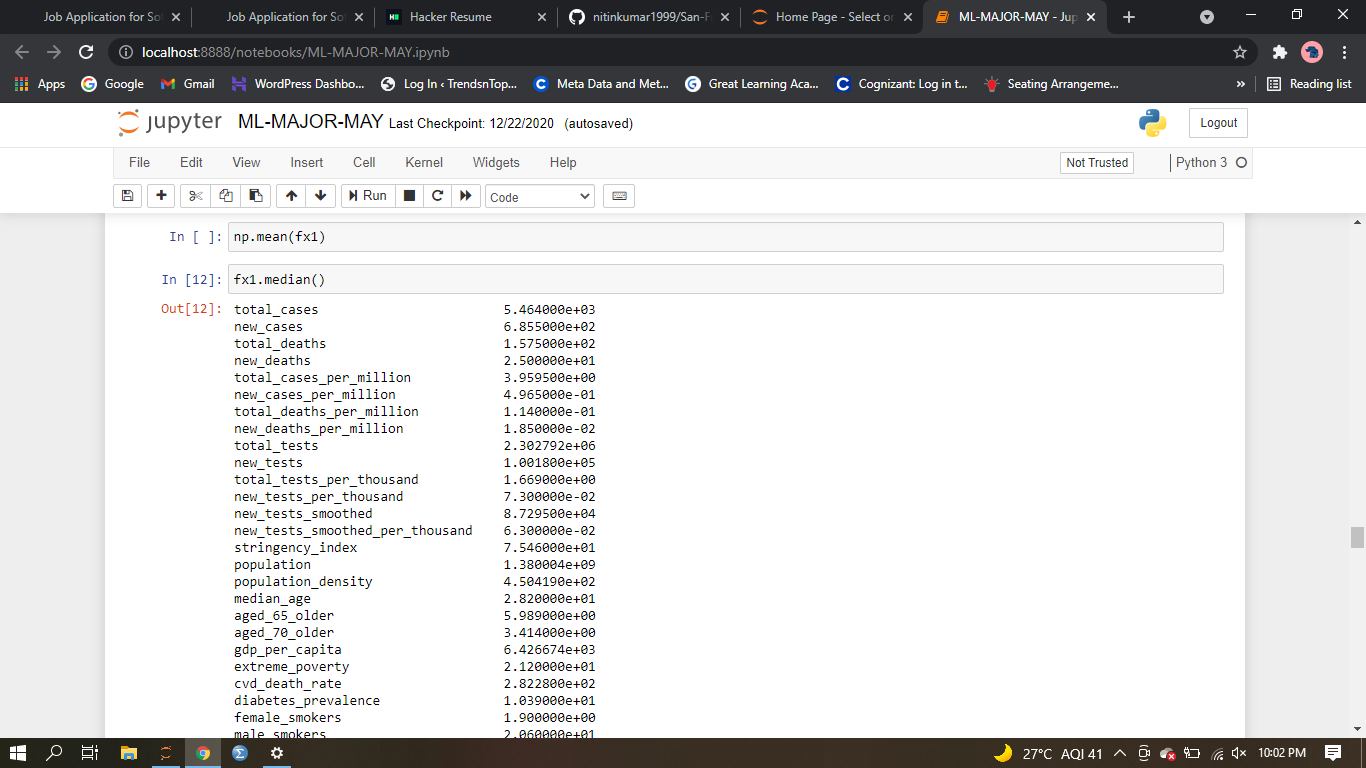 Job Application for Sof
Job Application for Sof
Hacker Resume
nitinkumar1999/San-F
Home Page - Select or
ML-MAJOR-MAY - Jup
localhost:8888/notebooks/ML-MAJOR-MAY.ipynb
Apps Google Gmail WordPress Dashbo... Log In ‹ TrendsnTop... Meta Data and Met... Great Learning Aca... Cognizant: Log in t... Seating Arrangeme... » Reading list
jupyter ML-MAJOR-MAY Last Checkpoint: 12/22/2020 (autosaved) Logout
File Edit View Insert Cell Kernel Widgets Help Not Trusted Python 3
Run Code
In [ ]: np.mean(fx1)
In [12]: fx1.median()
Out[12]: total_cases 5.464000e+03
new_cases 6.855000e+02
total_deaths 1.575000e+02
new_deaths 2.500000e+01
total_cases_per_million 3.959500e+00
new_cases_per_million 4.965000e-01
total_deaths_per_million 1.140000e-01
new_deaths_per_million 1.850000e-02
total_tests 2.302792e+06
new_tests 1.001800e+05
total_tests_per_thousand 1.669000e+00
new_tests_per_thousand 7.300000e-02
new_tests_smoothed 8.729500e+04
new_tests_smoothed_per_thousand 6.300000e-02
stringency_index 7.546000e+01
population 1.380004e+09
population_density 4.504190e+02
median_age 2.820000e+01
aged_65_older 5.989000e+00
aged_70_older 3.414000e+00
gdp_per_capita 6.426674e+03
extreme_poverty 2.120000e+01
cvd_death_rate 2.822800e+02
diabetes_prevalence 1.039000e+01
female_smokers 1.900000e+00
male_smokers 2.060000e+01
27°C AQI 41 10:02 PM